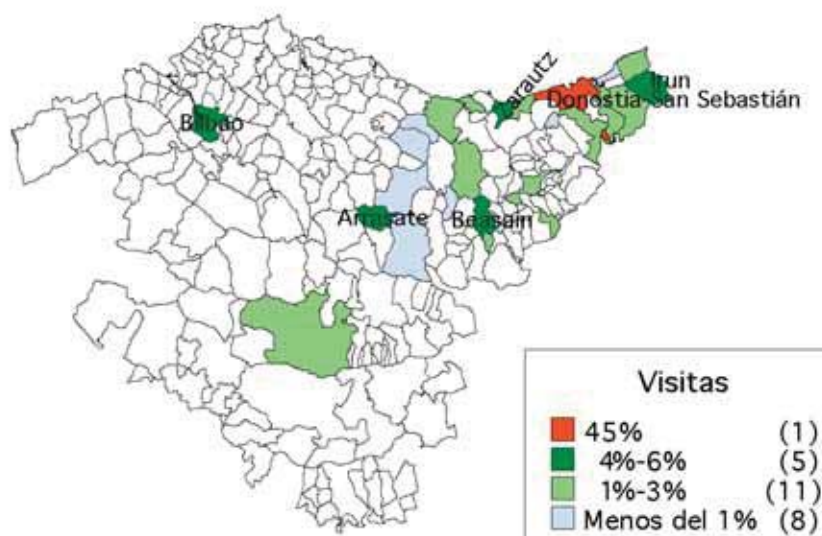 arautz
Irun
Donostia-San Sebastián
Bilbao
Arrasate
Beasain
Visitas
45% (1)
4%-6% (5)
1%-3% (11)
Menos del 1% (8)